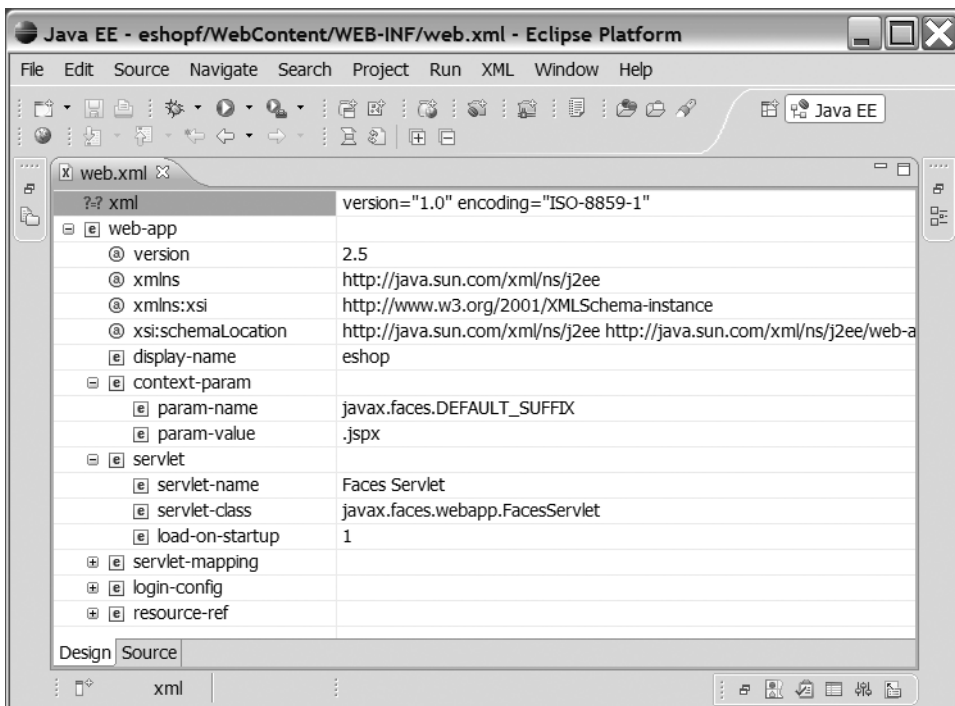 Java EE - eshopf/WebContent/WEB-INF/web.xml - Eclipse Platform
File Edit Source Navigate Search Project Run XML Window Help
Java EE
web.xml
?=? xml version="1.0" encoding="ISO-8859-1"
web-app
version 2.5
xmlns http://java.sun.com/xml/ns/j2ee
xmlns:xsi http://www.w3.org/2001/XMLSchema-instance
xsi:schemaLocation http://java.sun.com/xml/ns/j2ee http://java.sun.com/xml/ns/j2ee/web-a
display-name eshop
context-param
param-name javax.faces.DEFAULT_SUFFIX
param-value .jspx
servlet
servlet-name Faces Servlet
servlet-class javax.faces.webapp.FacesServlet
load-on-startup 1
servlet-mapping
login-config
resource-ref
Design Source
xml